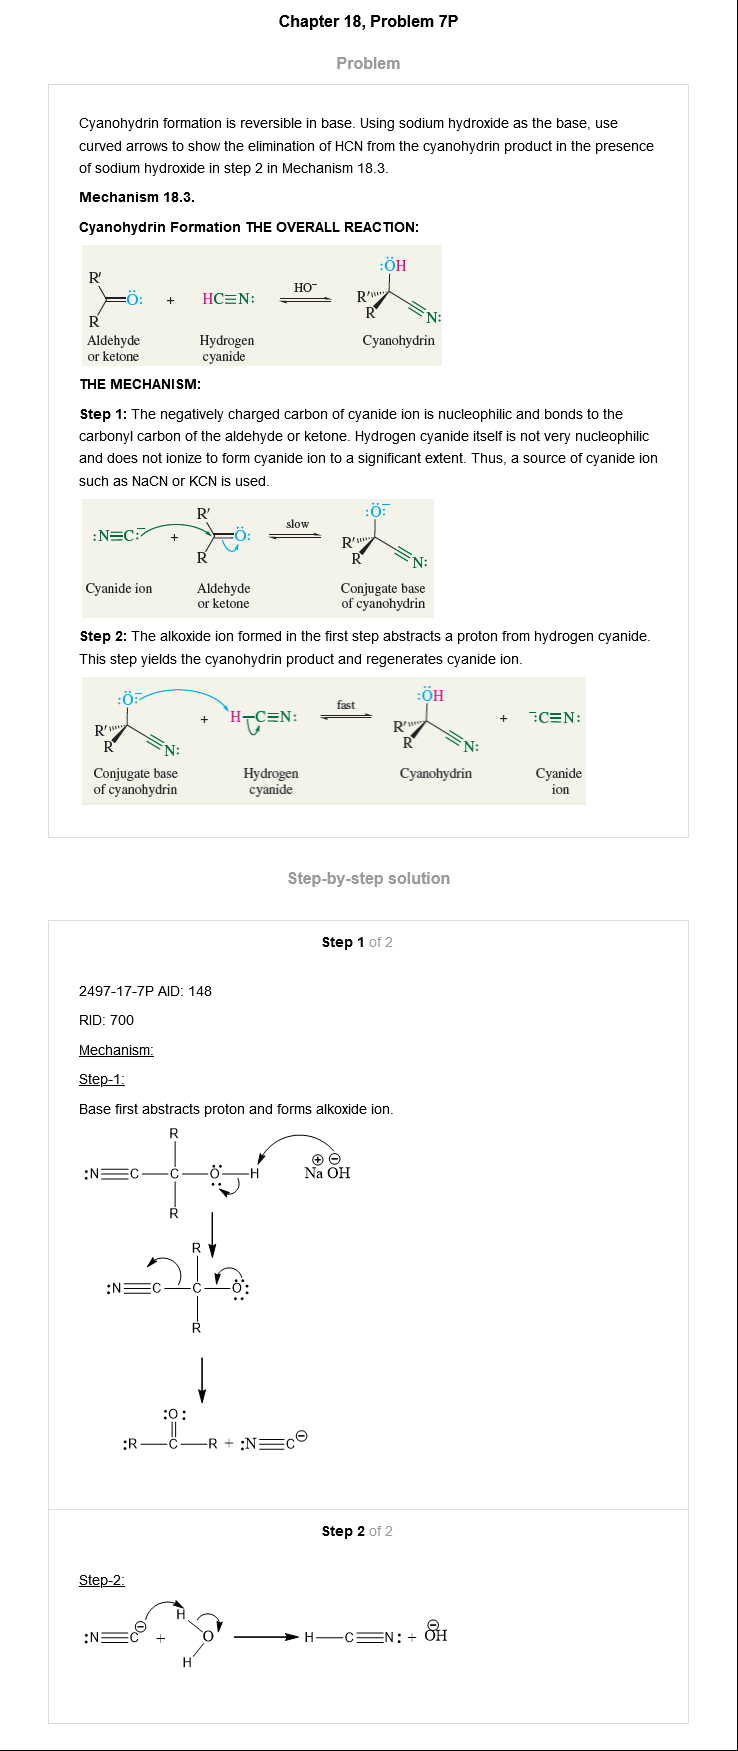 Chapter 18, Problem 7P
Problem
Cyanohydrin formation is reversible in base. Using sodium hydroxide as the base, use
curved arrows to show the elimination of HCN from the cyanohydrin product in the presence
of sodium hydroxide in step 2 in Mechanism 18.3.
Mechanism 18.3.
Cyanohydrin Formation THE OVERALL REACTION:
R'
R
Ö:
+
HC≡N:
HO⁻
:ÖH
R'
R
N:
Aldehyde
or ketone
Hydrogen
cyanide
Cyanohydrin
THE MECHANISM:
Step 1: The negatively charged carbon of cyanide ion is nucleophilic and bonds to the
carbonyl carbon of the aldehyde or ketone. Hydrogen cyanide itself is not very nucleophilic
and does not ionize to form cyanide ion to a significant extent. Thus, a source of cyanide ion
such as NaCN or KCN is used.
:N≡C:⁻
+
R'
R
Ö:
slow
:Ö:⁻
R'
R
N:
Cyanide ion
Aldehyde
or ketone
Conjugate base
of cyanohydrin
Step 2: The alkoxide ion formed in the first step abstracts a proton from hydrogen cyanide.
This step yields the cyanohydrin product and regenerates cyanide ion.
:Ö:⁻
R'
R
N:
+
H—C≡N:
fast
:ÖH
R'
R
N:
+
⁻:C≡N:
Conjugate base
of cyanohydrin
Hydrogen
cyanide
Cyanohydrin
Cyanide
ion
Step-by-step solution
Step 1 of 2
2497-17-7P AID: 148
RID: 700
Mechanism:
Step-1:
Base first abstracts proton and forms alkoxide ion.
R
⊕ ⊖
:N≡C—C—Ö—H Na OH
R
R
:N≡C—C—Ö:
R
:O:
:R—C—R + :N≡C⊖
Step 2 of 2
Step-2:
H
:N≡C⊖ + O
H
H—C≡N: + ⊖OH